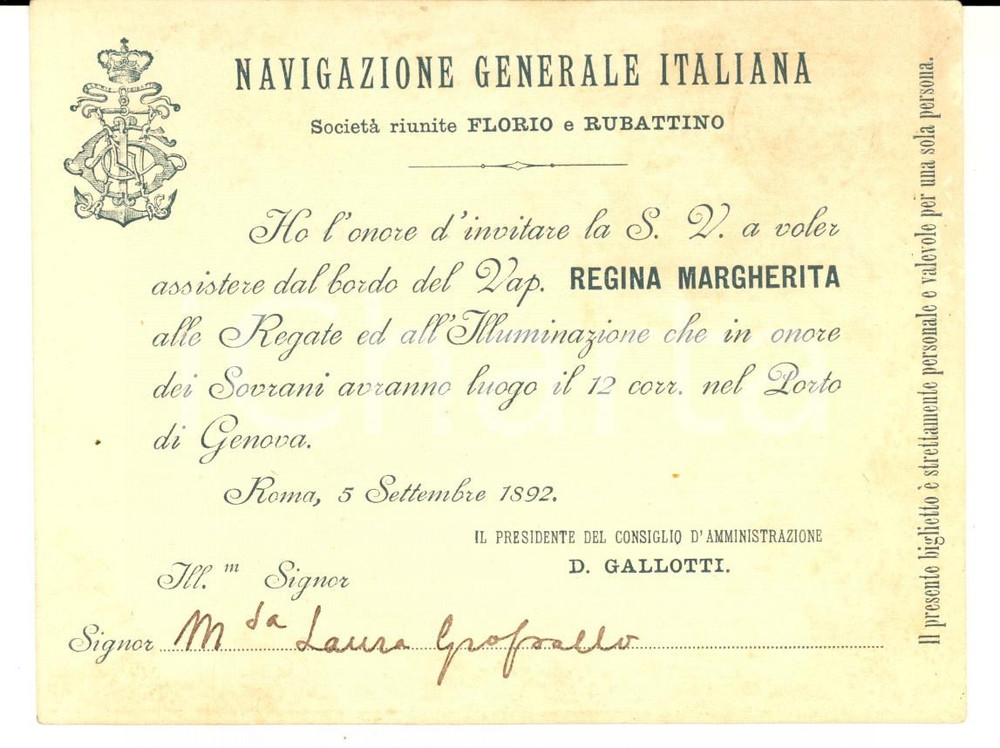 NAVIGAZIONE GENERALE ITALIANA
Società riunite FLORIO e RUBATTINO
Ho l'onore d'invitare la S. V. a voler
assistere dal bordo del Vap. REGINA MARGHERITA
alle Regate ed all'Illuminazione che in onore
dei Sovrani avranno luogo il 12 corr. nel Porto
di Genova.
Roma, 5 Settembre 1892.
IL PRESIDENTE DEL CONSIGLIO D'AMMINISTRAZIONE
D. GALLOTTI.
Ill.m Signor
Signor M sa Laura Gropallo
Il presente biglietto è strettamente personale e valevole per una sola persona.